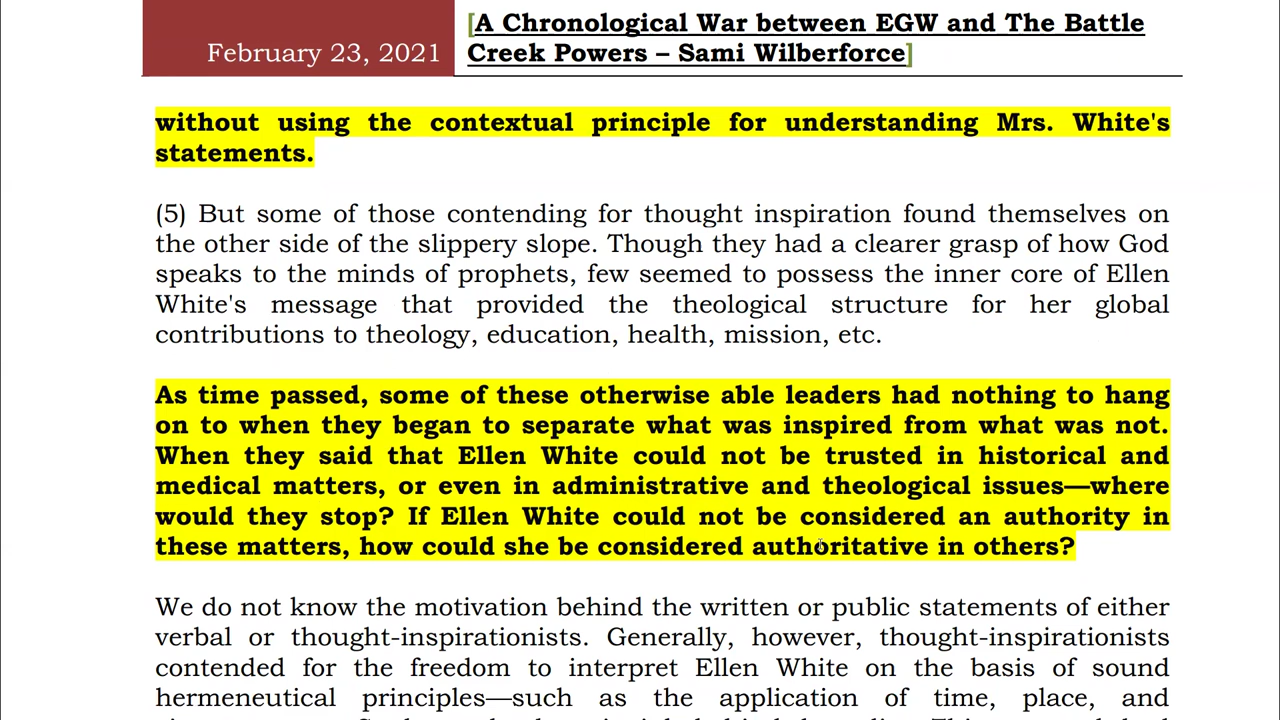 February 23, 2021
[A Chronological War between EGW and The Battle
Creek Powers – Sami Wilberforce]
without using the contextual principle for understanding Mrs. White's
statements.
(5) But some of those contending for thought inspiration found themselves on
the other side of the slippery slope. Though they had a clearer grasp of how God
speaks to the minds of prophets, few seemed to possess the inner core of Ellen
White's message that provided the theological structure for her global
contributions to theology, education, health, mission, etc.
As time passed, some of these otherwise able leaders had nothing to hang
on to when they began to separate what was inspired from what was not.
When they said that Ellen White could not be trusted in historical and
medical matters, or even in administrative and theological issues—where
would they stop? If Ellen White could not be considered an authority in
these matters, how could she be considered authoritative in others?
We do not know the motivation behind the written or public statements of either
verbal or thought-inspirationists. Generally, however, thought-inspirationists
contended for the freedom to interpret Ellen White on the basis of sound
hermeneutical principles—such as the application of time, place, and